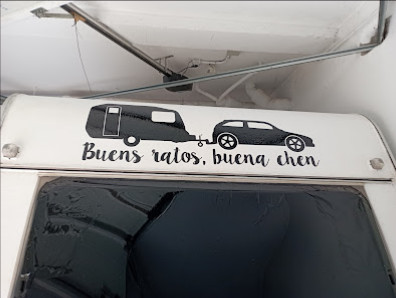 Buens ratos, buena chen